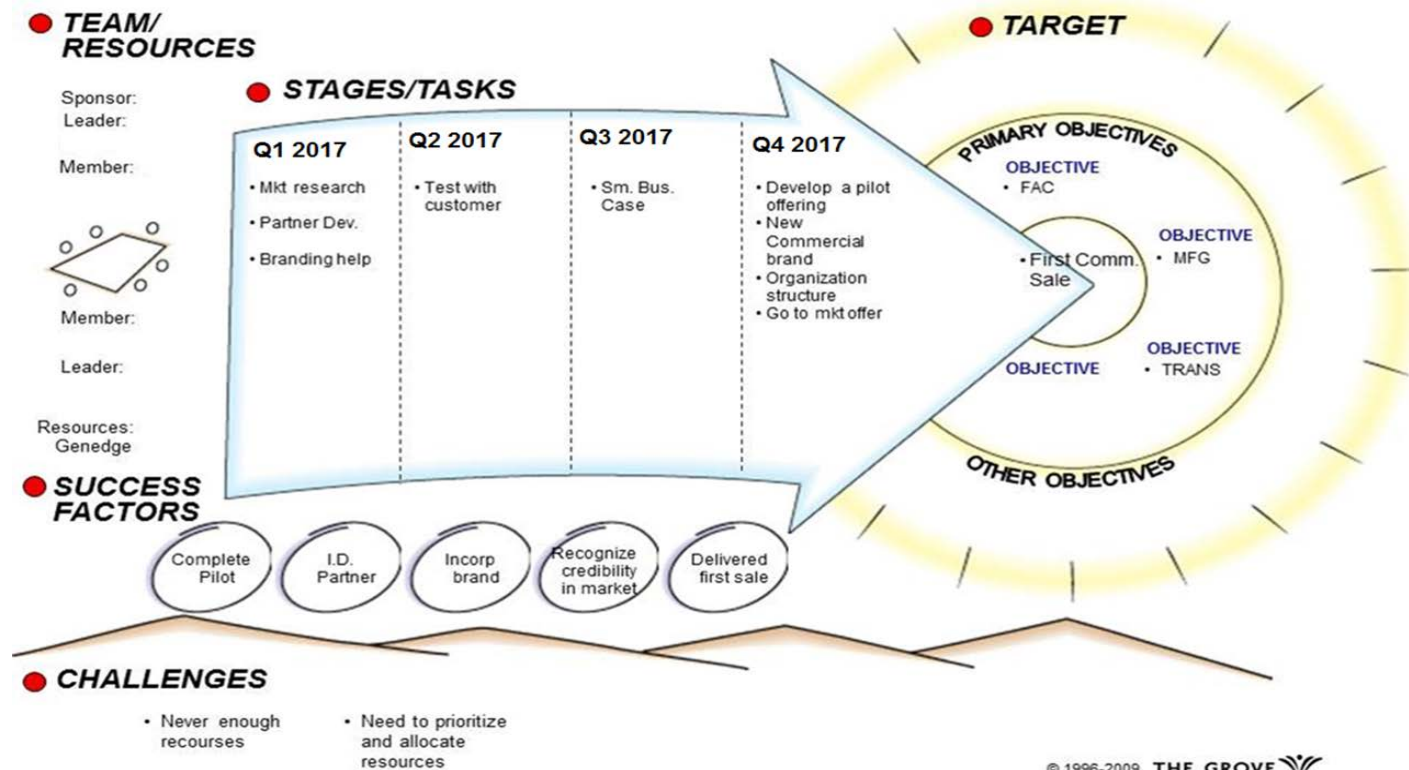 TEAM/
RESOURCES
Sponsor:
Leader:
Member:
Member:
Leader:
Resources:
Genedge
STAGES/TASKS
Q1 2017
• Mkt research
• Partner Dev.
• Branding help
Q2 2017
• Test with
customer
Q3 2017
• Sm. Bus.
Case
Q4 2017
• Develop a pilot
offering
• New
Commercial
brand
• Organization
structure
• Go to mkt offer
TARGET
PRIMARY OBJECTIVES
OBJECTIVE
• FAC
OBJECTIVE
• MFG
• First Comm.
Sale
OBJECTIVE
• TRANS
OBJECTIVE
OTHER OBJECTIVES
SUCCESS
FACTORS
Complete
Pilot
I.D.
Partner
Incorp
brand
Recognize
credibility
in market
Delivered
first sale
CHALLENGES
• Never enough
recourses
• Need to prioritize
and allocate
resources
© 1996-2009 THE GROVE